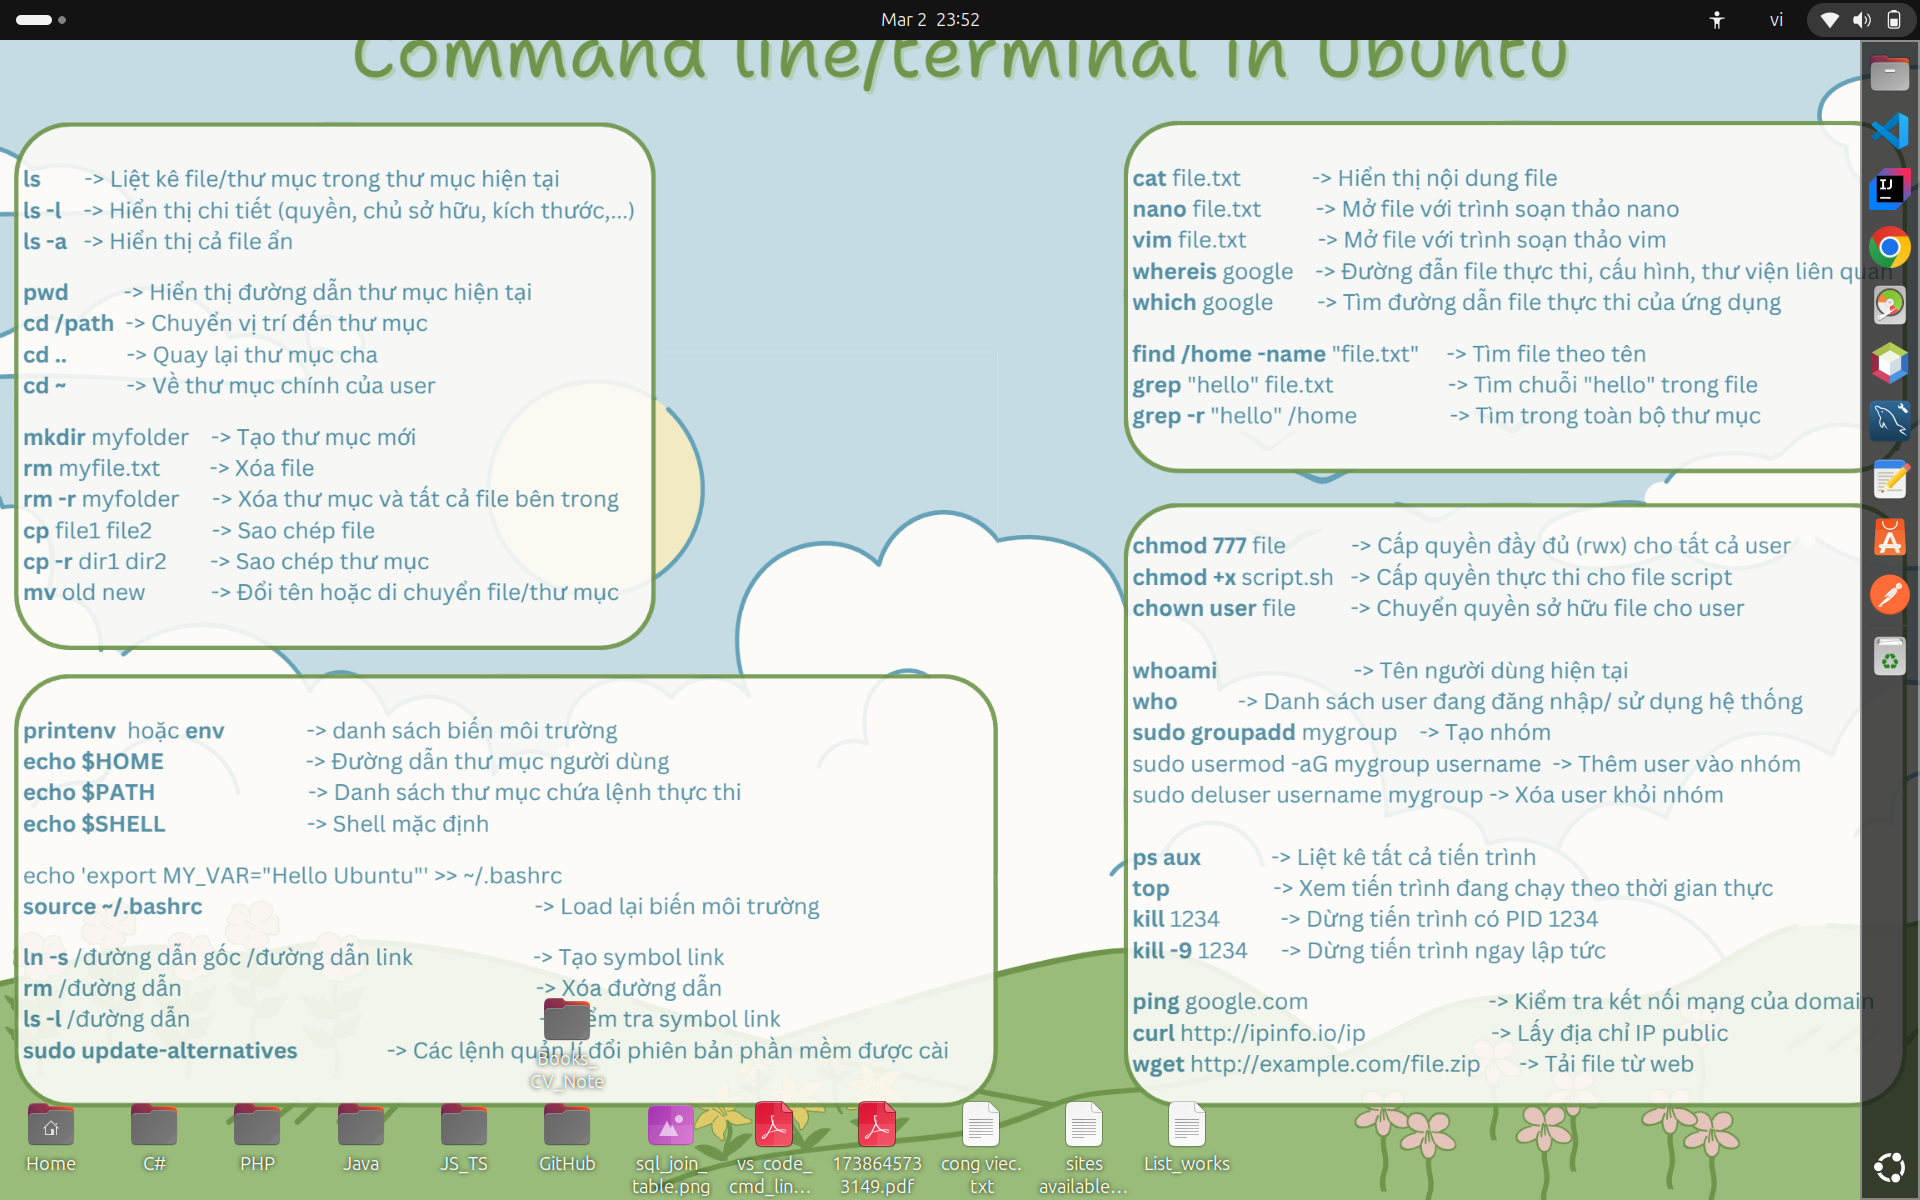 Mar 2 23:52
vi
Command line/terminal in Ubuntu
ls -> Liệt kê file/thư mục trong thư mục hiện tại
ls -l -> Hiển thị chi tiết (quyền, chủ sở hữu, kích thước,...)
ls -a -> Hiển thị cả file ẩn
pwd -> Hiển thị đường dẫn thư mục hiện tại
cd /path -> Chuyển vị trí đến thư mục
cd .. -> Quay lại thư mục cha
cd ~ -> Về thư mục chính của user
mkdir myfolder -> Tạo thư mục mới
rm myfile.txt -> Xóa file
rm -r myfolder -> Xóa thư mục và tất cả file bên trong
cp file1 file2 -> Sao chép file
cp -r dir1 dir2 -> Sao chép thư mục
mv old new -> Đổi tên hoặc di chuyển file/thư mục
printenv hoặc env -> danh sách biến môi trường
echo $HOME -> Đường dẫn thư mục người dùng
echo $PATH -> Danh sách thư mục chứa lệnh thực thi
echo $SHELL -> Shell mặc định
echo 'export MY_VAR="Hello Ubuntu"' >> ~/.bashrc
source ~/.bashrc -> Load lại biến môi trường
ln -s /đường dẫn gốc /đường dẫn link -> Tạo symbol link
rm /đường dẫn -> Xóa đường dẫn
ls -l /đường dẫn tra symbol link
sudo update-alternatives -> Các lệnh quản lí đổi phiên bản phần mềm được cài
cat file.txt -> Hiển thị nội dung file
nano file.txt -> Mở file với trình soạn thảo nano
vim file.txt -> Mở file với trình soạn thảo vim
whereis google -> Đường đẫn file thực thi, cấu hình, thư viện liên quan
which google -> Tìm đường dẫn file thực thi của ứng dụng
find /home -name "file.txt" -> Tìm file theo tên
grep "hello" file.txt -> Tìm chuỗi "hello" trong file
grep -r "hello" /home -> Tìm trong toàn bộ thư mục
chmod 777 file -> Cấp quyền đầy đủ (rwx) cho tất cả user
chmod +x script.sh -> Cấp quyền thực thi cho file script
chown user file -> Chuyển quyền sở hữu file cho user
whoami -> Tên người dùng hiện tại
who -> Danh sách user đang đăng nhập/ sử dụng hệ thống
sudo groupadd mygroup -> Tạo nhóm
sudo usermod -aG mygroup username -> Thêm user vào nhóm
sudo deluser username mygroup -> Xóa user khỏi nhóm
ps aux -> Liệt kê tất cả tiến trình
top -> Xem tiến trình đang chạy theo thời gian thực
kill 1234 -> Dừng tiến trình có PID 1234
kill -9 1234 -> Dừng tiến trình ngay lập tức
ping google.com -> Kiểm tra kết nối mạng của domain
curl http://ipinfo.io/ip -> Lấy địa chỉ IP public
wget http://example.com/file.zip -> Tải file từ web
Books_
CV_Note
Home
C#
PHP
Java
JS_TS
GitHub
sql_join_
table.png
vs_code_
cmd_lin...
173864573
3149.pdf
cong viec.
txt
sites
available...
List_works
IJ